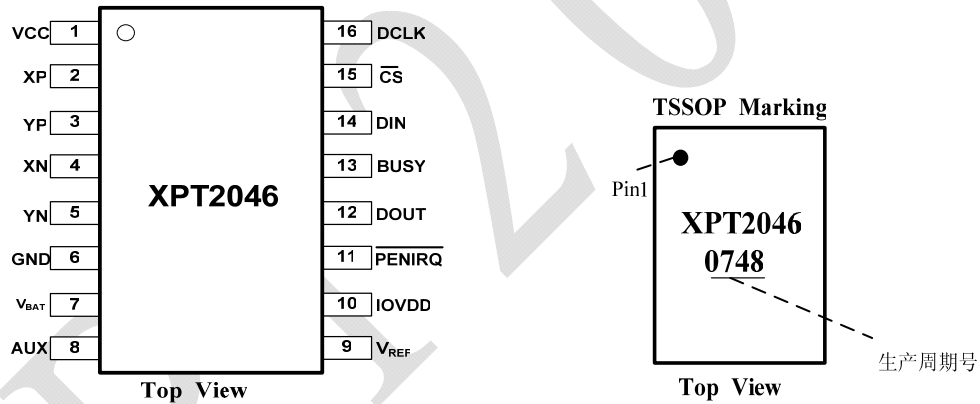 VCC 1
XP 2
YP 3
XN 4
YN 5
GND 6
VBAT 7
AUX 8
XPT2046
16 DCLK
15 CS
14 DIN
13 BUSY
12 DOUT
11 PENIRQ
10 IOVDD
9 VREF
Top View
TSSOP Marking
Pin1
XPT2046
0748
生产周期号
Top View